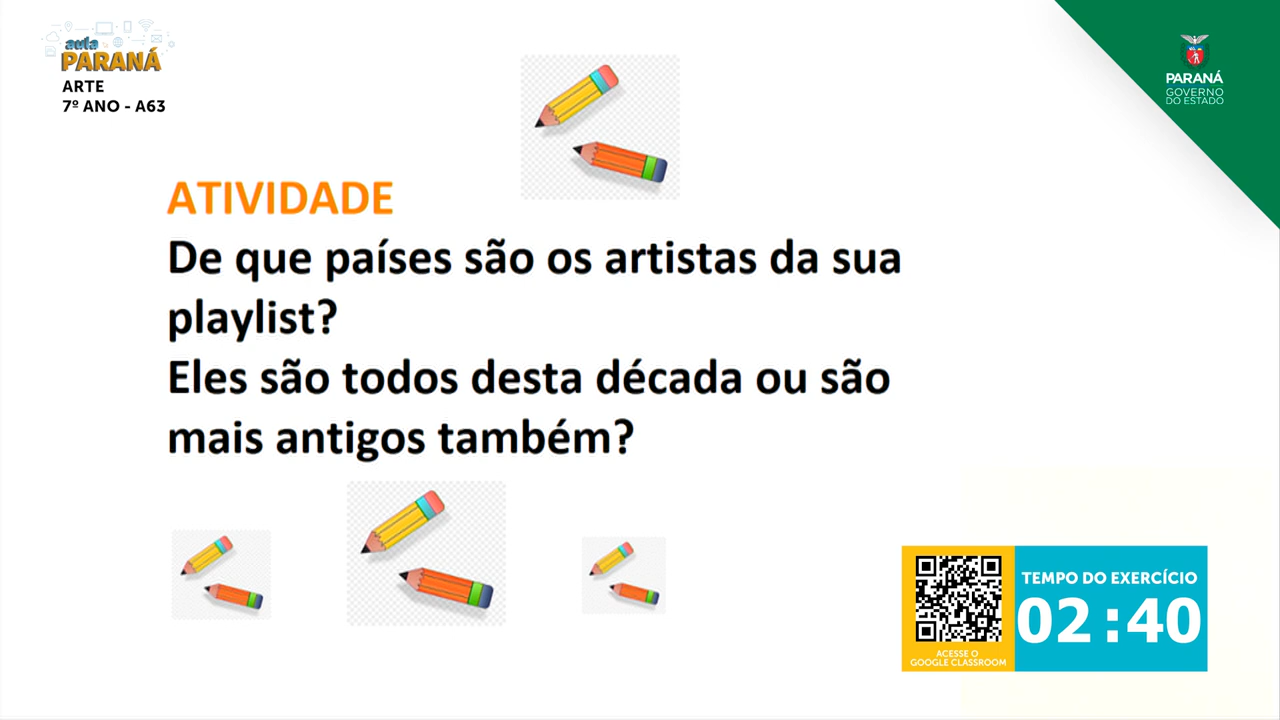 aula
PARANÁ
ARTE
7º ANO - A63
PARANÁ
GOVERNO
DO ESTADO
ATIVIDADE
De que países são os artistas da sua
playlist?
Eles são todos desta década ou são
mais antigos também?
ACESSE O
GOOGLE CLASSROOM
TEMPO DO EXERCÍCIO
02:40